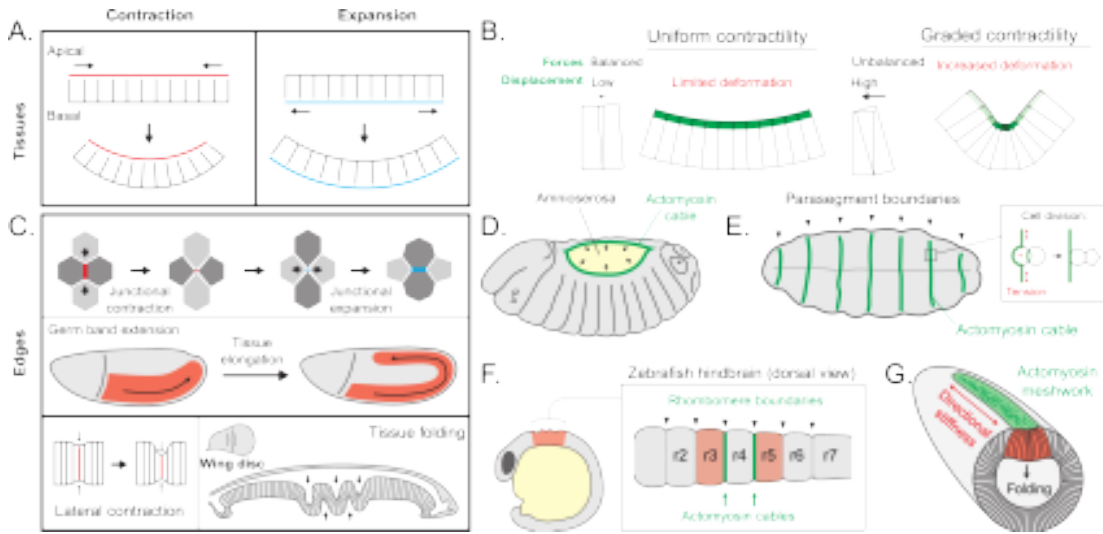 A.
Contraction
Expansion
Tissues
Apical
Basal
B.
Uniform contractility
Graded contractility
Forces Balanced
Displacement Low
Limited deformation
Unbalanced
High
Increased deformation
C.
Edges
Junctional
contraction
Junctional
expansion
Germ band extension
Tissue
elongation
Lateral contraction
Wing disc
Tissue folding
D.
Amnioserosa
Actomyosin
cable
E.
Parasegment boundaries
Cell division
Tension
Actomyosin cable
F.
Zebrafish hindbrain (dorsal view)
Rhombomere boundaries
r2 r3 r4 r5 r6 r7
Actomyosin cables
G.
Actomyosin
meshwork
Directional
stiffness
Folding